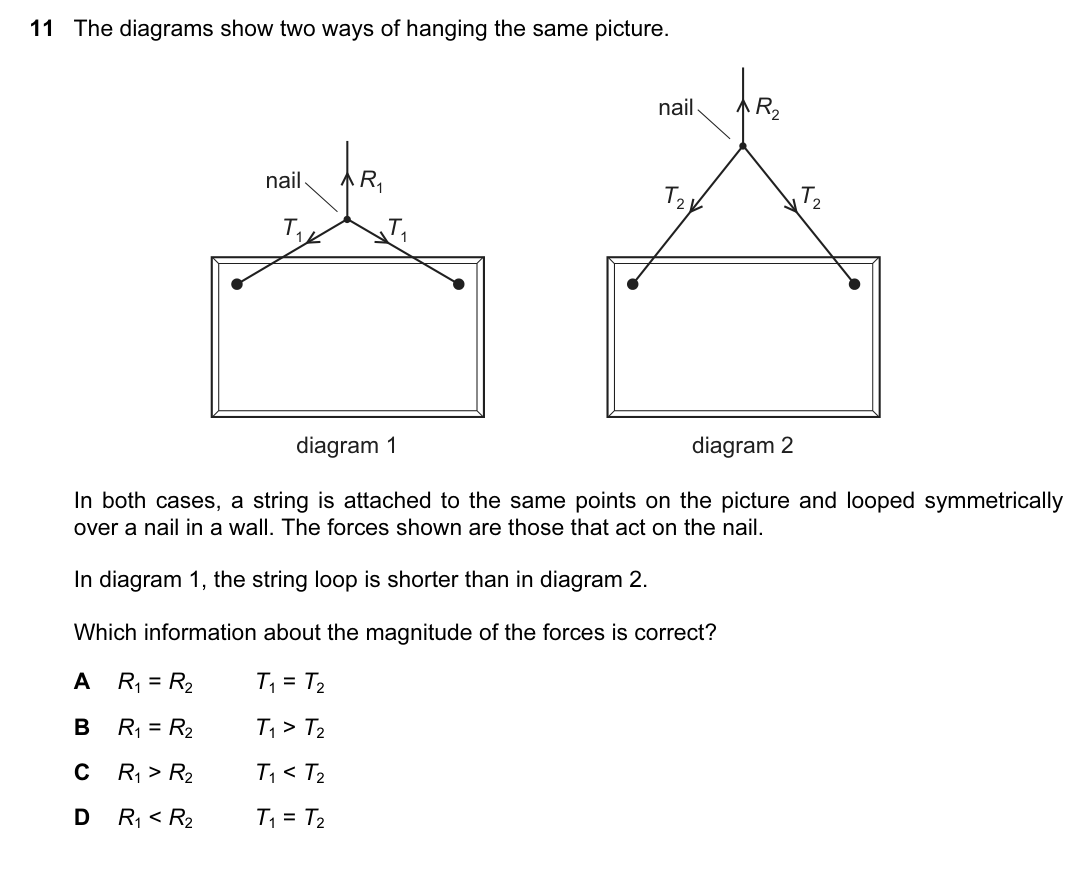 11 The diagrams show two ways of hanging the same picture.
nail R₂
nail R₁
T₂ T₂
T₁ T₁
diagram 1 diagram 2
In both cases, a string is attached to the same points on the picture and looped symmetrically
over a nail in a wall. The forces shown are those that act on the nail.
In diagram 1, the string loop is shorter than in diagram 2.
Which information about the magnitude of the forces is correct?
A R₁ = R₂ T₁ = T₂
B R₁ = R₂ T₁ > T₂
C R₁ > R₂ T₁ < T₂
D R₁ < R₂ T₁ = T₂